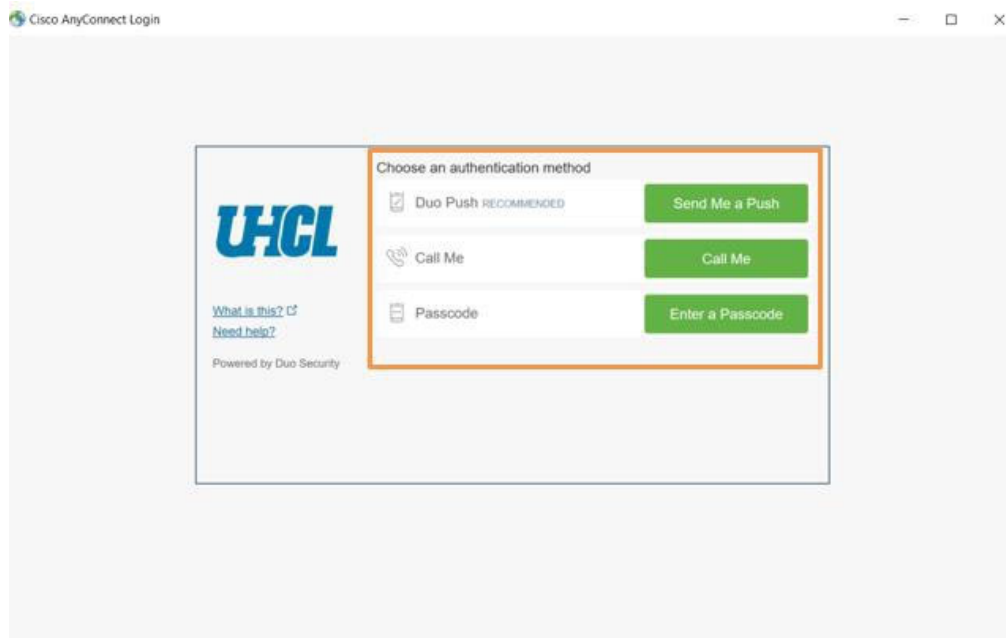 Cisco AnyConnect Login
UHCL
What is this?
Need help?
Powered by Duo Security
Choose an authentication method
Duo Push RECOMMENDED
Send Me a Push
Call Me
Call Me
Passcode
Enter a Passcode